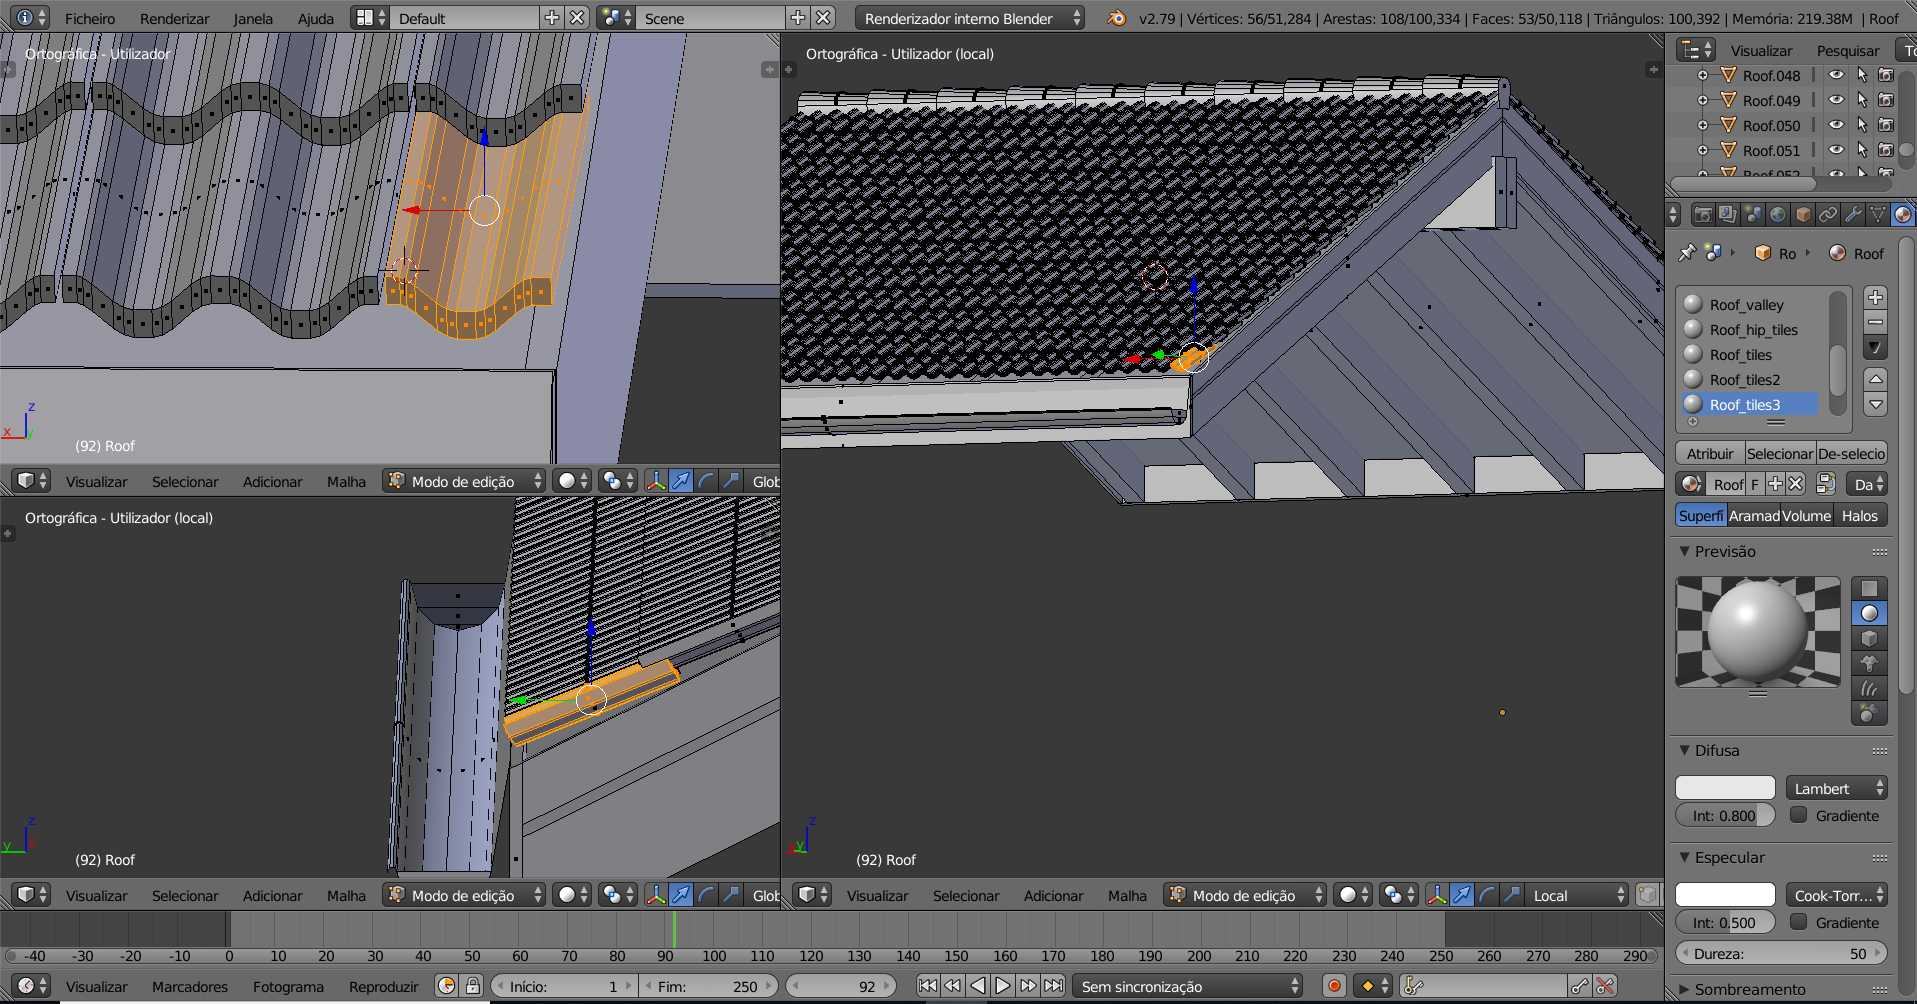 Ficheiro Renderizar Janela Ajuda Default Scene Renderizador interno Blender v2.79 | Vértices: 56/51,284 | Arestas: 108/100,334 | Faces: 53/50,118 | Triângulos: 100,392 | Memória: 219.38M | Roof
Ortográfica - Utilizador
z
x
y
(92) Roof
Visualizar Selecionar Adicionar Malha Modo de edição Glob
Ortográfica - Utilizador (local)
z
y
x
(92) Roof
Visualizar Selecionar Adicionar Malha Modo de edição Glob
Ortográfica - Utilizador (local)
z
y
(92) Roof
Visualizar Selecionar Adicionar Malha Modo de edição Local
Visualizar Pesquisar To
Roof.048
Roof.049
Roof.050
Roof.051
Roof.052
Ro Roof
Roof_valley
Roof_hip_tiles
Roof_tiles
Roof_tiles2
Roof_tiles3
Atribuir Selecionar De-selecio
Roof F Da
Superfi Aramad Volume Halos
Previsão
Difusa
Lambert
Int: 0.800 Gradiente
Especular
Cook-Torr...
Int: 0.500 Gradiente
Dureza: 50
Sombreamento
-40 -30 -20 -10 0 10 20 30 40 50 60 70 80 90 100 110 120 130 140 150 160 170 180 190 200 210 220 230 240 250 260 270 280 290
Visualizar Marcadores Fotograma Reproduzir Início: 1 Fim: 250 92 Sem sincronização